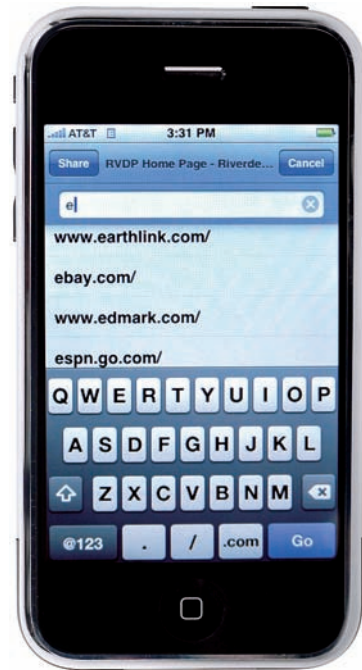 AT&T 3:31 PM
Share RVDP Home Page - Riverde... Cancel
e
www.earthlink.com/
ebay.com/
www.edmark.com/
espn.go.com/
Q W E R T Y U I O P
A S D F G H J K L
Z X C V B N M
@123 . / .com Go